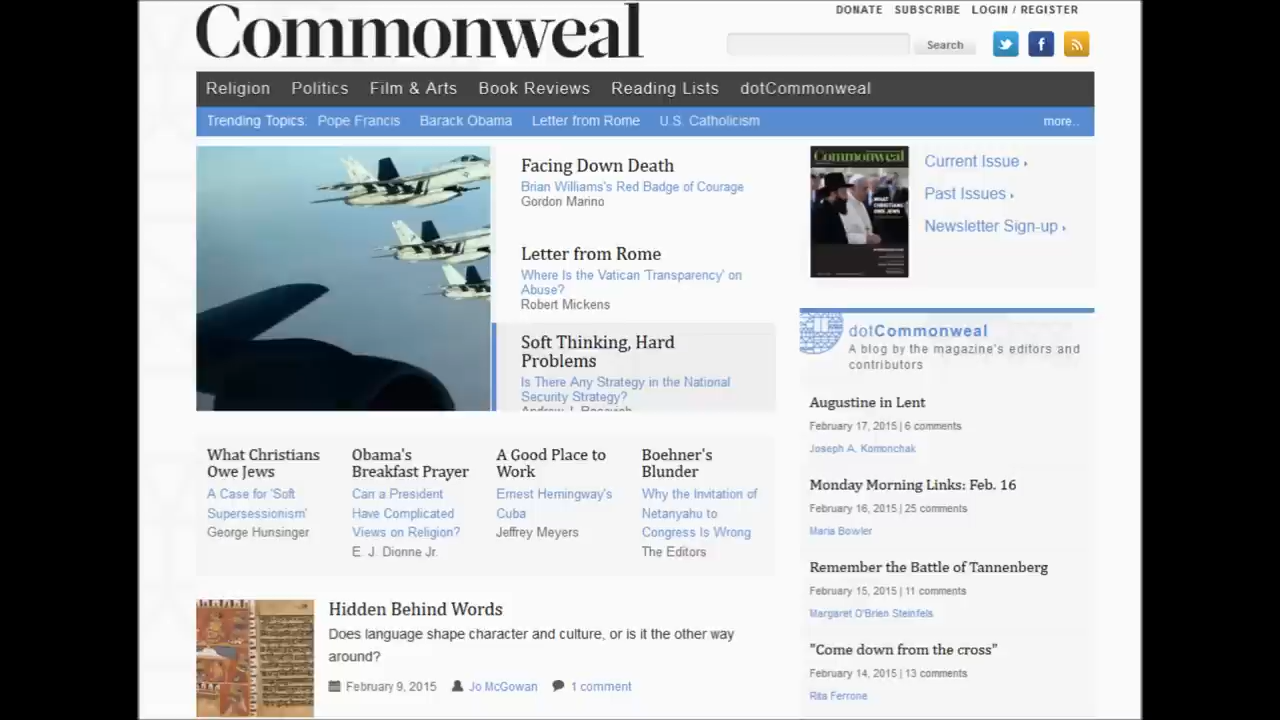 Commonweal
DONATE SUBSCRIBE LOGIN / REGISTER
Search
Religion Politics Film & Arts Book Reviews Reading Lists dotCommonweal
Trending Topics: Pope Francis Barack Obama Letter from Rome U.S. Catholicism more..
Facing Down Death
Brian Williams's Red Badge of Courage
Gordon Marino
Letter from Rome
Where Is the Vatican 'Transparency' on
Abuse?
Robert Mickens
Soft Thinking, Hard
Problems
Is There Any Strategy in the National
Security Strategy?
Commonweal
WHAT
CHRISTIANS
OWE JEWS
Current Issue
Past Issues
Newsletter Sign-up
dotCommonweal
A blog by the magazine's editors and
contributors
Augustine in Lent
February 17, 2015 | 6 comments
Joseph A. Komonchak
Monday Morning Links: Feb. 16
February 16, 2015 | 25 comments
Maria Bowler
Remember the Battle of Tannenberg
February 15, 2015 | 11 comments
Margaret O'Brien Steinfels
"Come down from the cross"
February 14, 2015 | 13 comments
Rita Ferrone
What Christians
Owe Jews
A Case for 'Soft
Supersessionism'
George Hunsinger
Obama's
Breakfast Prayer
Can a President
Have Complicated
Views on Religion?
E. J. Dionne Jr.
A Good Place to
Work
Ernest Hemingway's
Cuba
Jeffrey Meyers
Boehner's
Blunder
Why the Invitation of
Netanyahu to
Congress Is Wrong
The Editors
Hidden Behind Words
Does language shape character and culture, or is it the other way
around?
February 9, 2015 Jo McGowan 1 comment